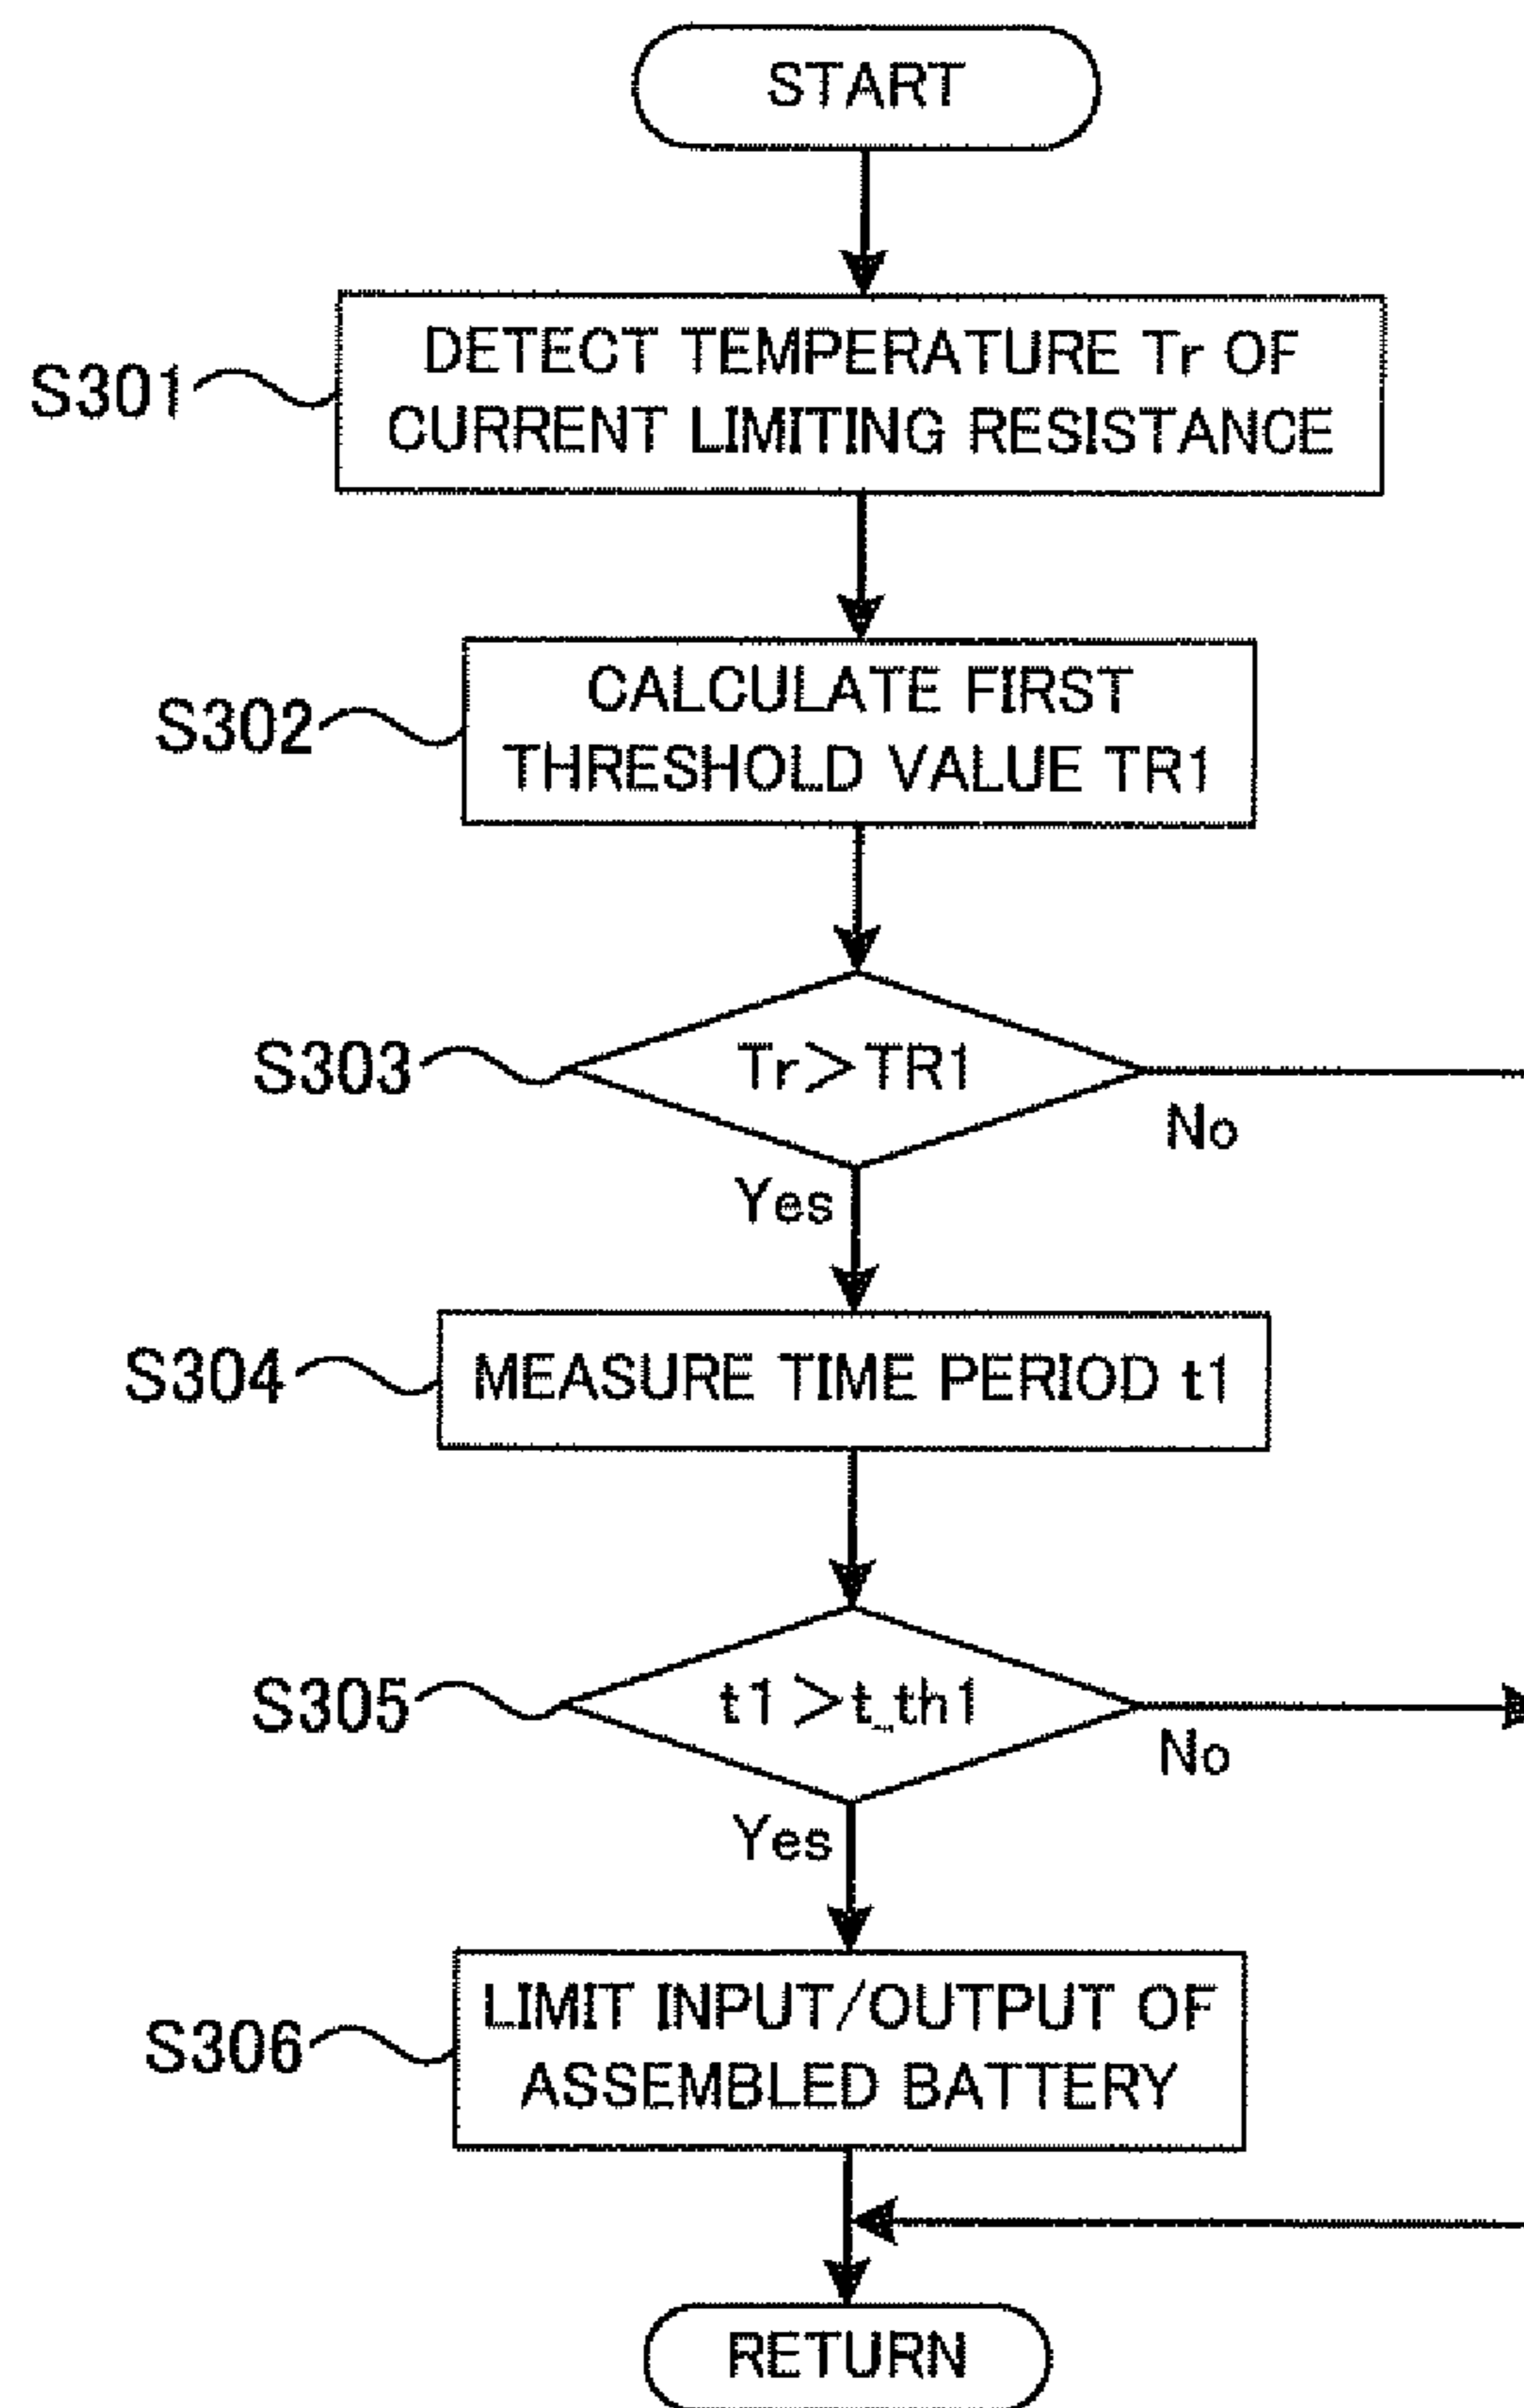 START
S301
DETECT TEMPERATURE Tr OF
CURRENT LIMITING RESISTANCE
S302
CALCULATE FIRST
THRESHOLD VALUE TR1
S303
Tr>TR1
No
Yes
S304
MEASURE TIME PERIOD t1
S305
t1>t_th1
No
Yes
S306
LIMIT INPUT/OUTPUT OF
ASSEMBLED BATTERY
RETURN